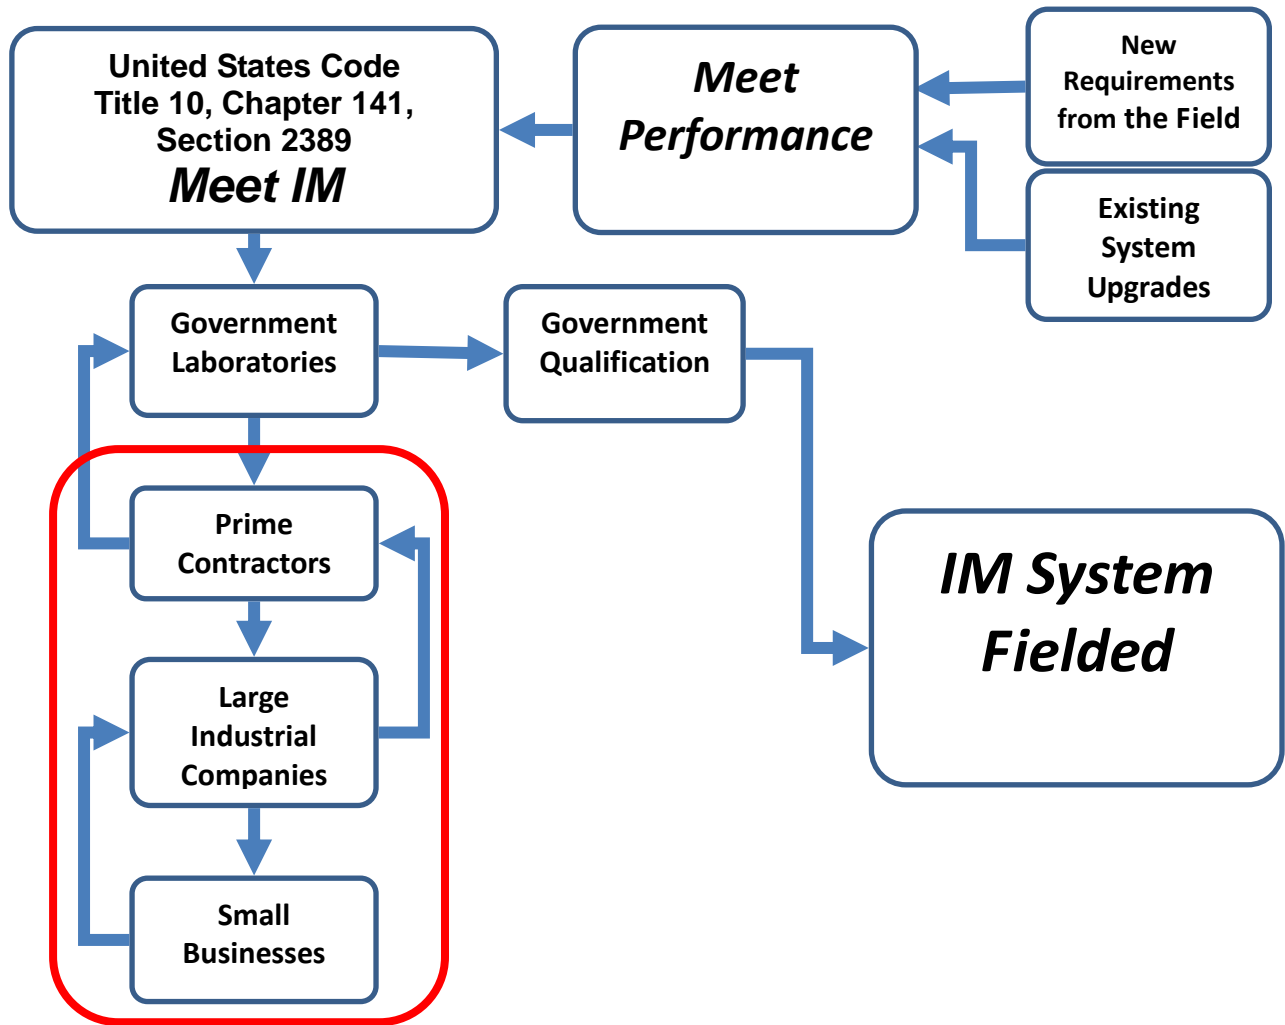 United States Code
Title 10, Chapter 141,
Section 2389
Meet IM
Meet
Performance
New
Requirements
from the Field
Existing
System
Upgrades
Government
Laboratories
Government
Qualification
Prime
Contractors
IM System
Fielded
Large
Industrial
Companies
Small
Businesses